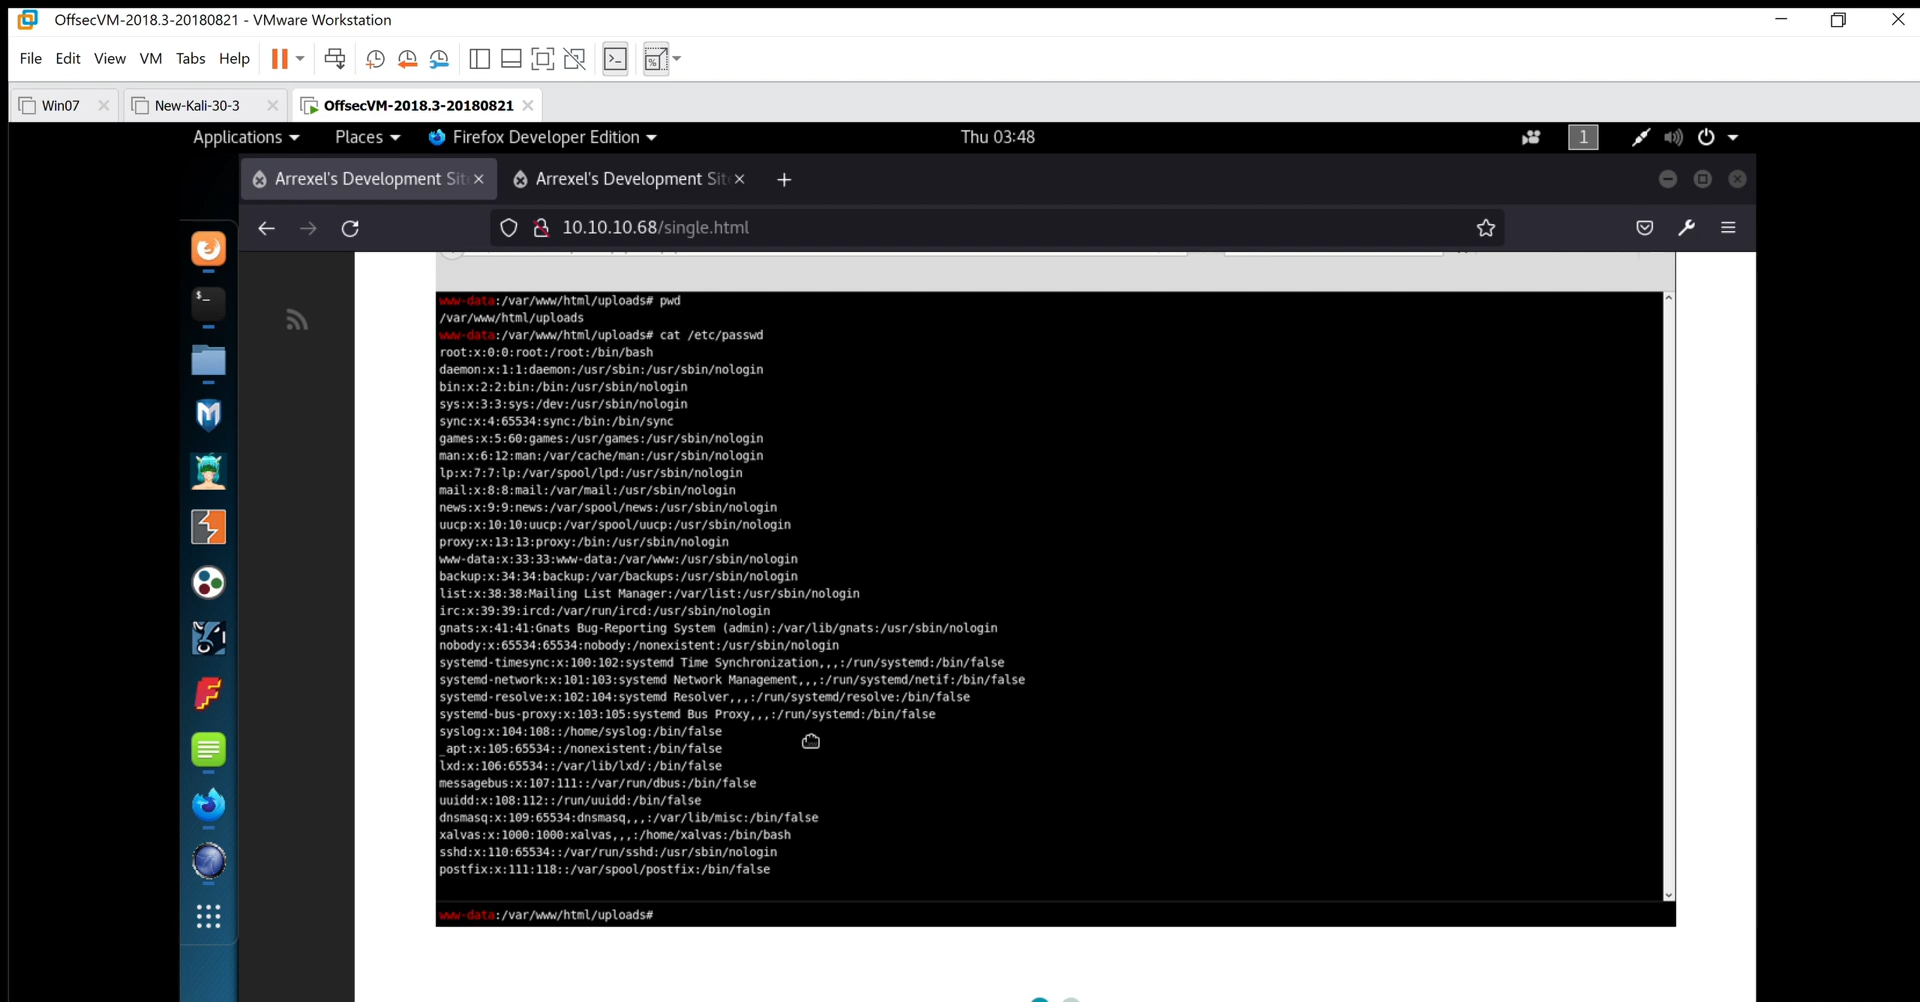 OffsecVM-2018.3-20180821 - VMware Workstation
File Edit View VM Tabs Help
Win07 New-Kali-30-3 OffsecVM-2018.3-20180821
Applications Places Firefox Developer Edition Thu 03:48 1
Arrexel's Development Sit Arrexel's Development Sit
10.10.10.68/single.html
www-data:/var/www/html/uploads# pwd
/var/www/html/uploads
www-data:/var/www/html/uploads# cat /etc/passwd
root:x:0:0:root:/root:/bin/bash
daemon:x:1:1:daemon:/usr/sbin:/usr/sbin/nologin
bin:x:2:2:bin:/bin:/usr/sbin/nologin
sys:x:3:3:sys:/dev:/usr/sbin/nologin
sync:x:4:65534:sync:/bin:/bin/sync
games:x:5:60:games:/usr/games:/usr/sbin/nologin
man:x:6:12:man:/var/cache/man:/usr/sbin/nologin
lp:x:7:7:lp:/var/spool/lpd:/usr/sbin/nologin
mail:x:8:8:mail:/var/mail:/usr/sbin/nologin
news:x:9:9:news:/var/spool/news:/usr/sbin/nologin
uucp:x:10:10:uucp:/var/spool/uucp:/usr/sbin/nologin
proxy:x:13:13:proxy:/bin:/usr/sbin/nologin
www-data:x:33:33:www-data:/var/www:/usr/sbin/nologin
backup:x:34:34:backup:/var/backups:/usr/sbin/nologin
list:x:38:38:Mailing List Manager:/var/list:/usr/sbin/nologin
irc:x:39:39:ircd:/var/run/ircd:/usr/sbin/nologin
gnats:x:41:41:Gnats Bug-Reporting System (admin):/var/lib/gnats:/usr/sbin/nologin
nobody:x:65534:65534:nobody:/nonexistent:/usr/sbin/nologin
systemd-timesync:x:100:102:systemd Time Synchronization,,,:/run/systemd:/bin/false
systemd-network:x:101:103:systemd Network Management,,,:/run/systemd/netif:/bin/false
systemd-resolve:x:102:104:systemd Resolver,,,:/run/systemd/resolve:/bin/false
systemd-bus-proxy:x:103:105:systemd Bus Proxy,,,:/run/systemd:/bin/false
syslog:x:104:108::/home/syslog:/bin/false
_apt:x:105:65534::/nonexistent:/bin/false
lxd:x:106:65534::/var/lib/lxd/:/bin/false
messagebus:x:107:111::/var/run/dbus:/bin/false
uuidd:x:108:112::/run/uuidd:/bin/false
dnsmasq:x:109:65534:dnsmasq,,,:/var/lib/misc:/bin/false
xalvas:x:1000:1000:xalvas,,,:/home/xalvas:/bin/bash
sshd:x:110:65534::/var/run/sshd:/usr/sbin/nologin
postfix:x:111:118::/var/spool/postfix:/bin/false
www-data:/var/www/html/uploads#